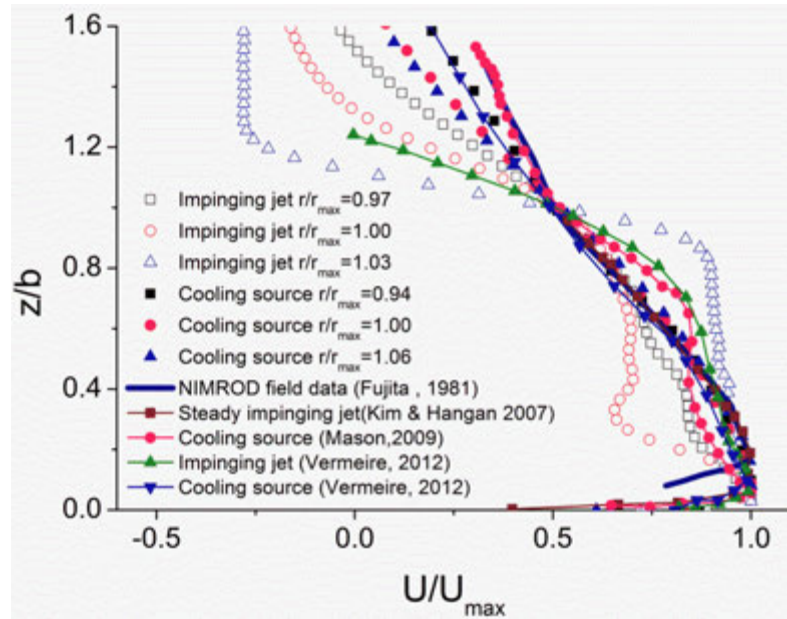 1.6
1.2
0.8
0.4
0.0
z/b
Impinging jet r/rmax=0.97
Impinging jet r/rmax=1.00
Impinging jet r/rmax=1.03
Cooling source r/rmax=0.94
Cooling source r/rmax=1.00
Cooling source r/rmax=1.06
NIMROD field data (Fujita , 1981)
Steady impinging jet(Kim & Hangan 2007)
Cooling source (Mason,2009)
Impinging jet (Vermeire, 2012)
Cooling source (Vermeire, 2012)
-0.5 0.0 0.5 1.0
U/Umax